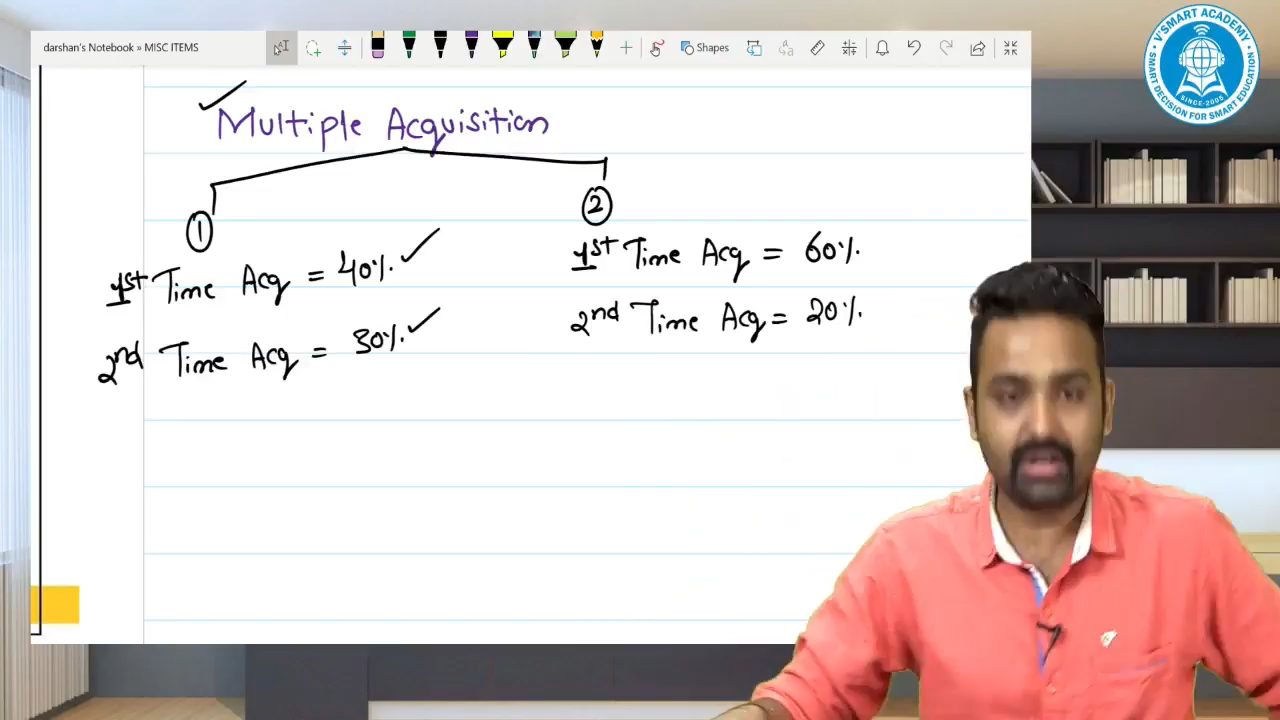 darshan's Notebook » MISC ITEMS
Shapes
V'SMART ACADEMY
SINCE-2005
SMART DECISION FOR SMART EDUCATION
Multiple Acquisition
1
1st Time Acq = 40%.
2nd Time Acq = 30%.
2
1st Time Acq = 60%.
2nd Time Acq = 20%.